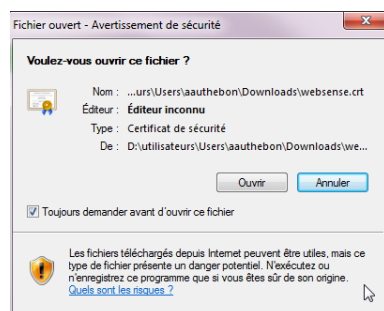 Fichier ouvert - Avertissement de sécurité
Voulez-vous ouvrir ce fichier ?
Nom : ...urs\Users\aauthebon\Downloads\websense.crt
Éditeur : Éditeur inconnu
Type : Certificat de sécurité
De : D:\utilisateurs\Users\aauthebon\Downloads\we...
Ouvrir Annuler
Toujours demander avant d'ouvrir ce fichier
Les fichiers téléchargés depuis Internet peuvent être utiles, mais ce
type de fichier présente un danger potentiel. N'exécutez ou
n'enregistrez ce programme que si vous êtes sûr de son origine.
Quels sont les risques ?